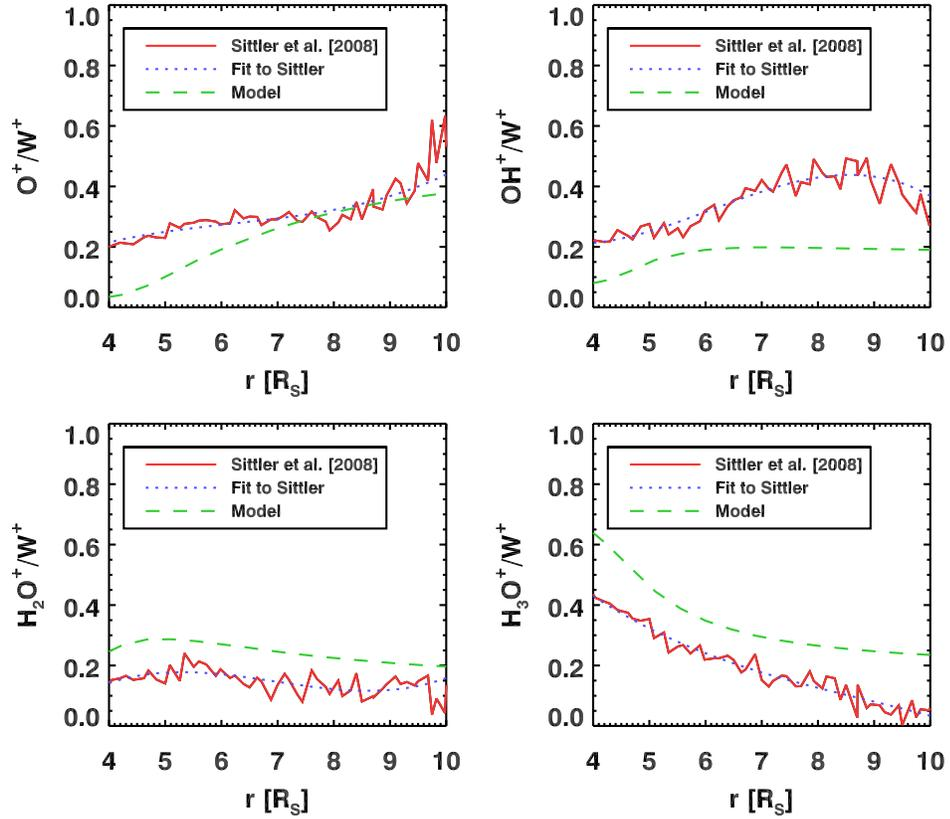 1.0
0.8
0.6
0.4
0.2
0.0
O⁺/W⁺
Sittler et al. [2008]
Fit to Sittler
Model
4 5 6 7 8 9 10
r [R_S]
1.0
0.8
0.6
0.4
0.2
0.0
OH⁺/W⁺
Sittler et al. [2008]
Fit to Sittler
Model
4 5 6 7 8 9 10
r [R_S]
1.0
0.8
0.6
0.4
0.2
0.0
H₂O⁺/W⁺
Sittler et al. [2008]
Fit to Sittler
Model
4 5 6 7 8 9 10
r [R_S]
1.0
0.8
0.6
0.4
0.2
0.0
H₃O⁺/W⁺
Sittler et al. [2008]
Fit to Sittler
Model
4 5 6 7 8 9 10
r [R_S]